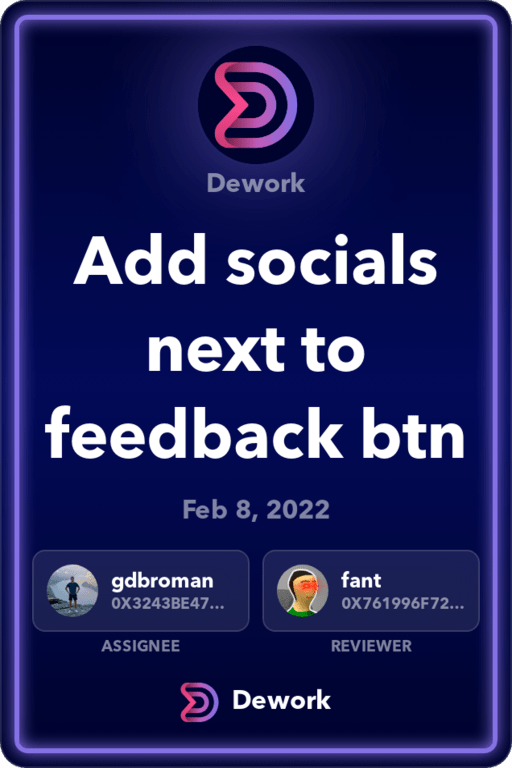 Dework
Add socials
next to
feedback btn
Feb 8, 2022
gdbroman
0X3243BE47...
fant
0X761996F72...
ASSIGNEE
REVIEWER
Dework